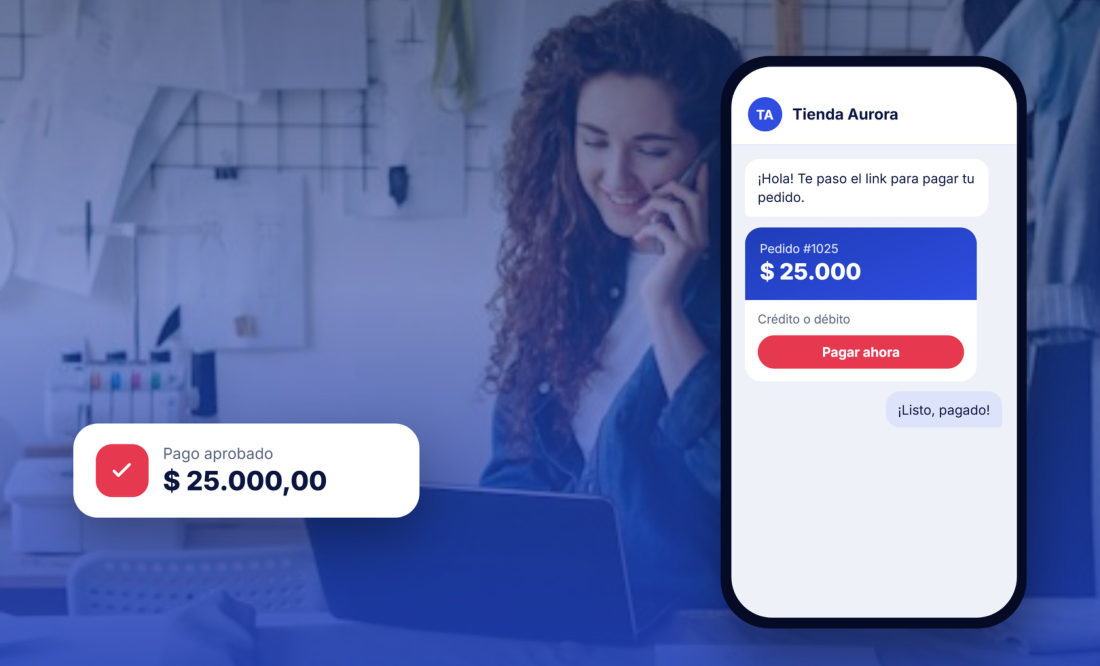 TA
Tienda Aurora
¡Hola! Te paso el link para pagar tu
pedido.
Pedido #1025
$ 25.000
Crédito o débito
Pagar ahora
¡Listo, pagado!
Pago aprobado
$ 25.000,00